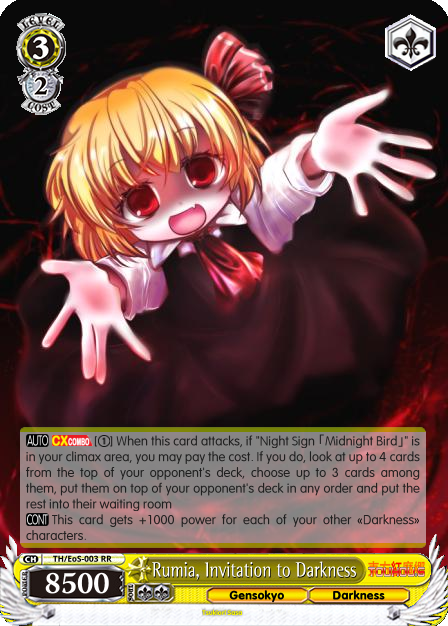 LEVEL
3
2
COST
AUTO CXCOMBO [①] When this card attacks, if "Night Sign「Midnight Bird」" is
in your climax area, you may pay the cost. If you do, look at up to 4 cards
from the top of your opponent's deck, choose up to 3 cards among
them, put them on top of your opponent's deck in any order and put the
rest into their waiting room
CONT This card gets +1000 power for each of your other «Darkness»
characters.
CH TH/EoS-003 RR
POWER 8500 SOUL
Rumia, Invitation to Darkness
Gensokyo Darkness